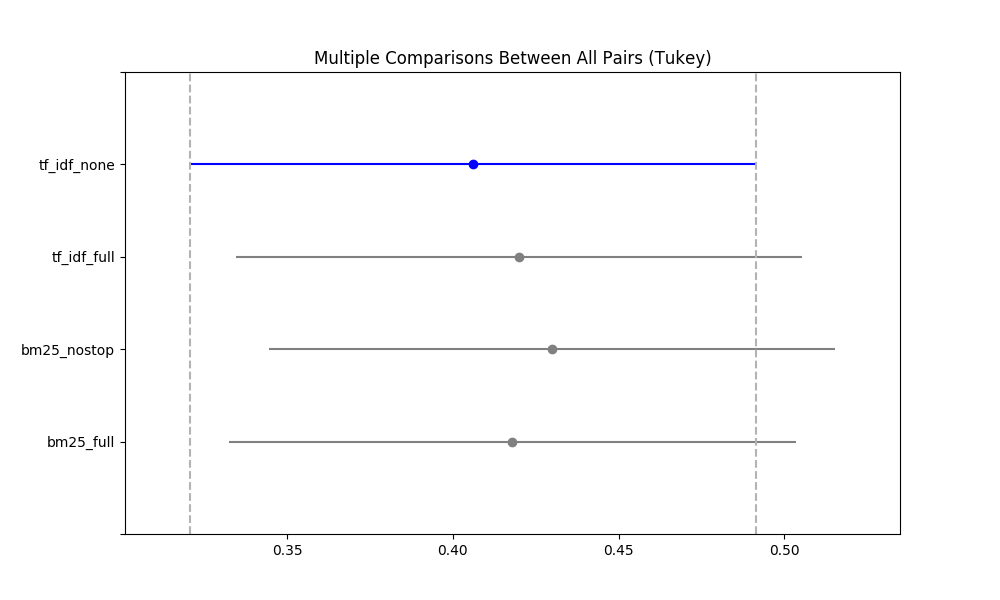 Multiple Comparisons Between All Pairs (Tukey)
tf_idf_none
tf_idf_full
bm25_nostop
bm25_full
0.35 0.40 0.45 0.50